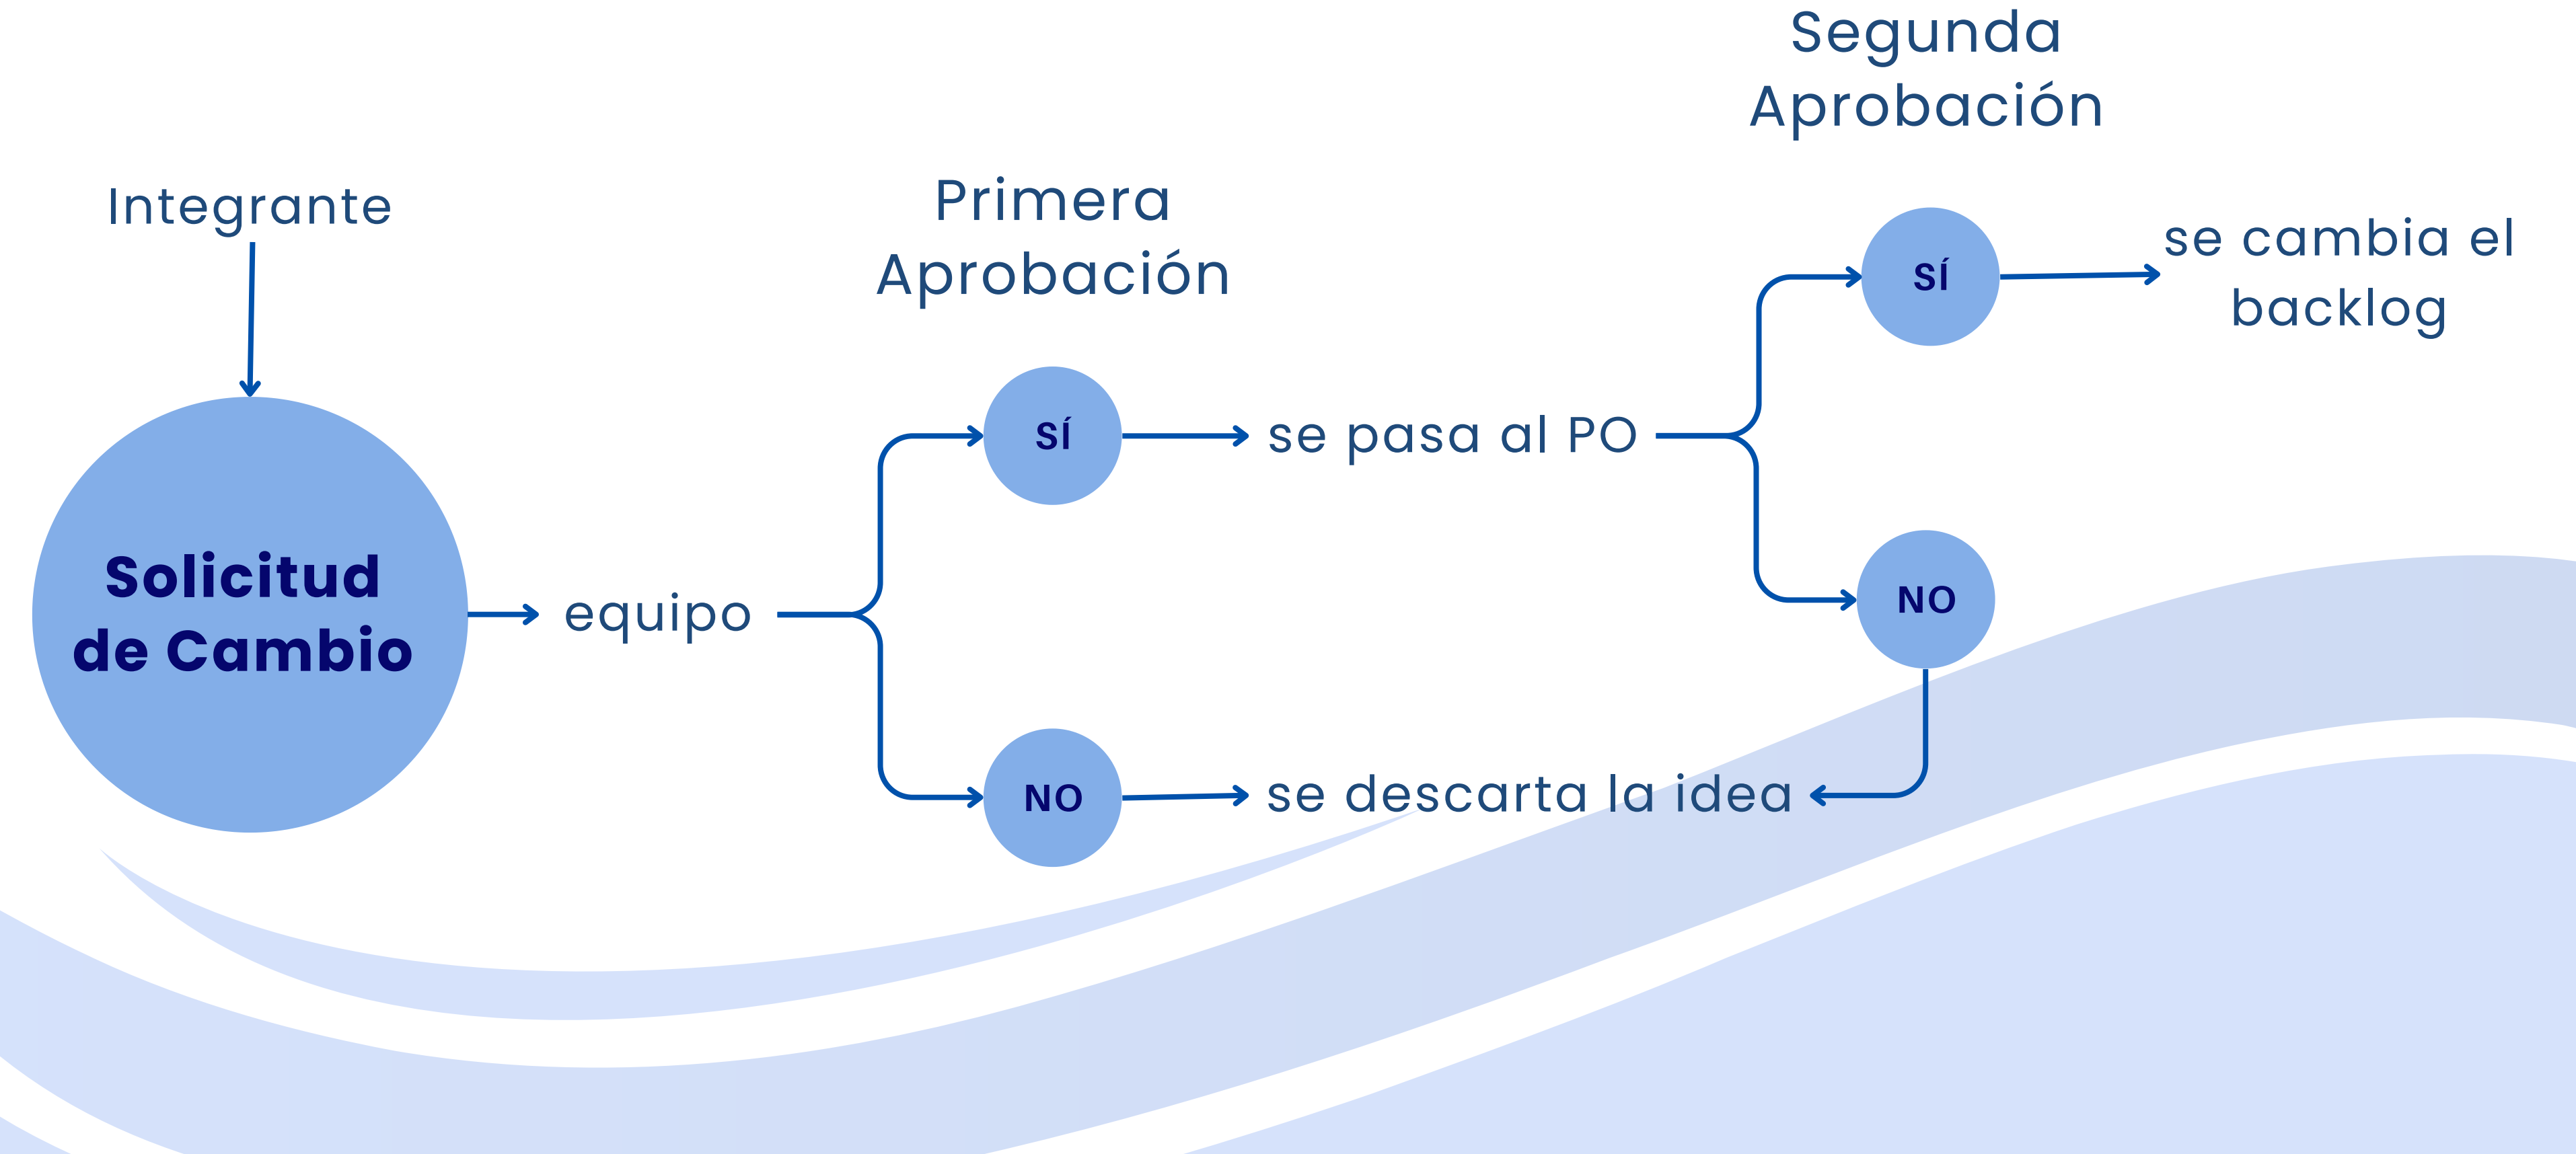 Integrante
Solicitud
de Cambio
equipo
Primera
Aprobación
SÍ
se pasa al PO
NO
se descarta la idea
Segunda
Aprobación
SÍ
se cambia el
backlog
NO